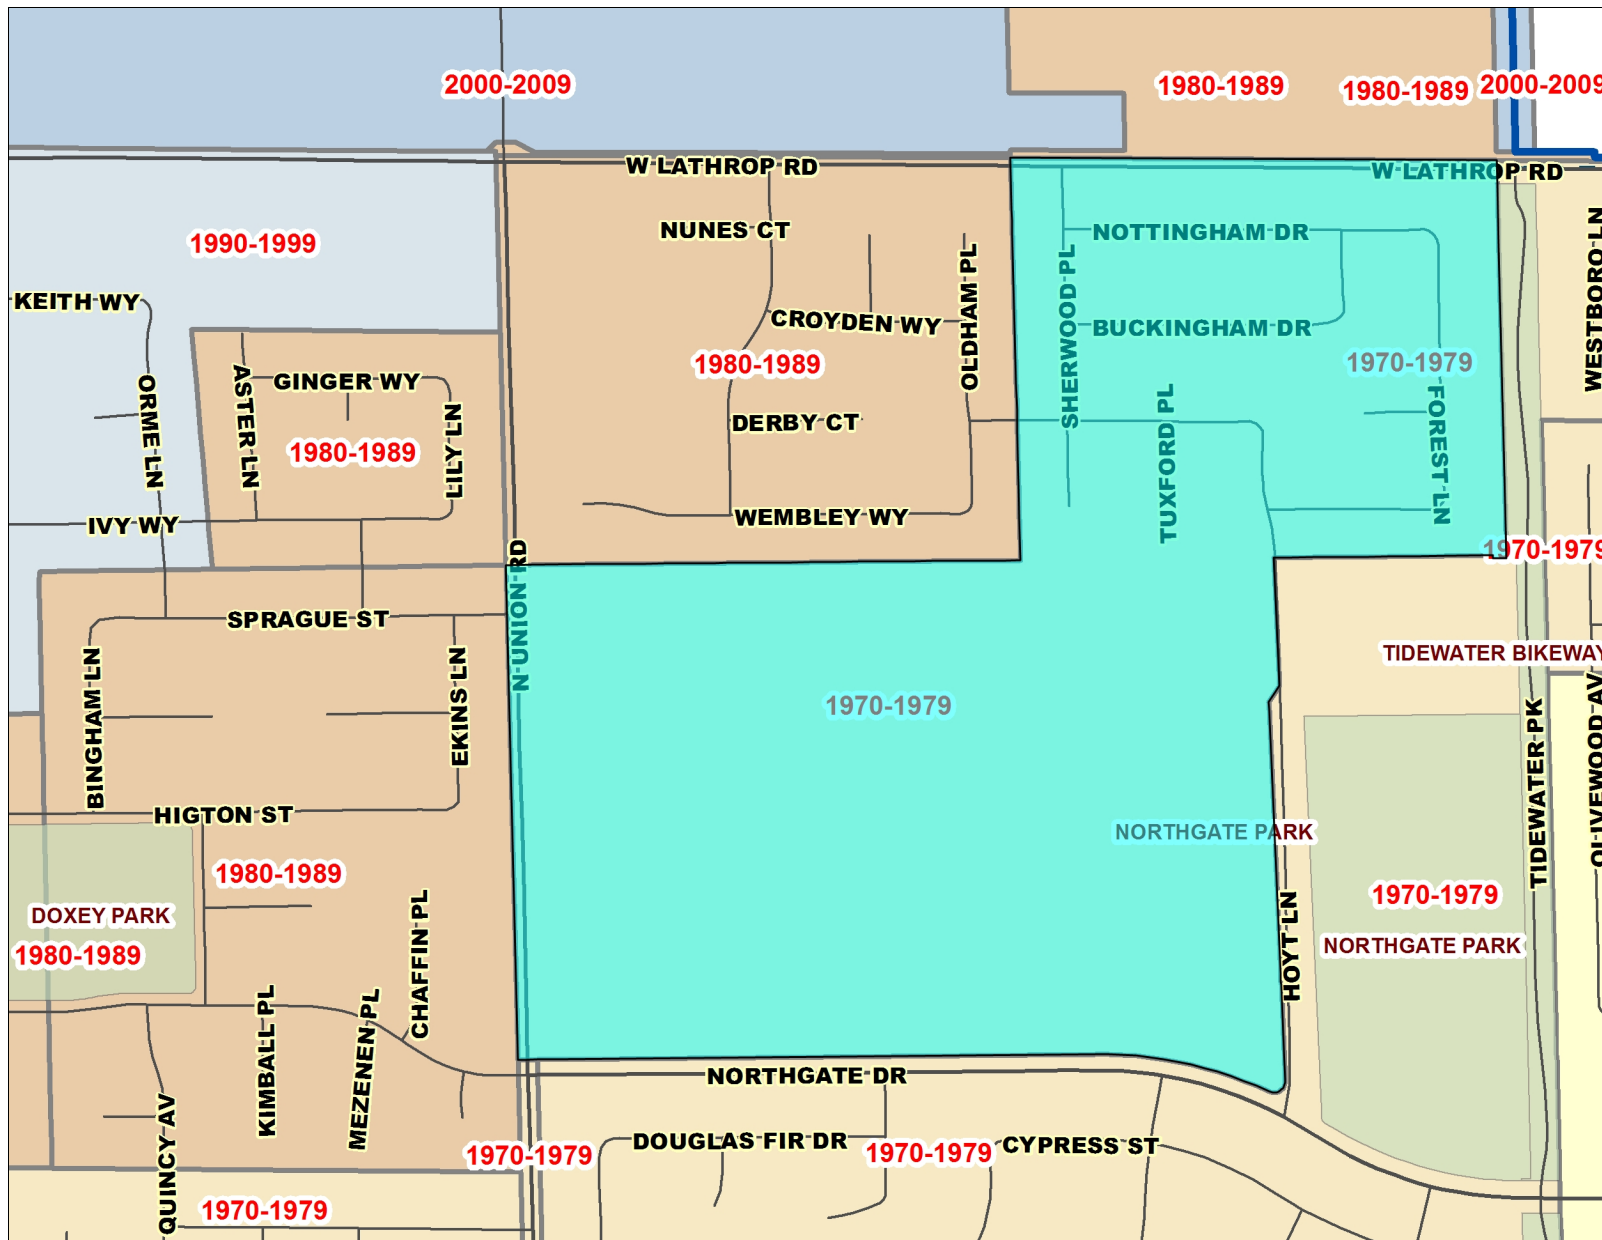 2000-2009
1980-1989
1980-1989
2000-2009
W LATHROP RD
W LATHROP RD
1990-1999
NUNES CT
NOTTINGHAM DR
WESTBORO LN
KEITH WY
OLDHAM PL
SHERWOOD PL
CROYDEN WY
BUCKINGHAM DR
1980-1989
1970-1979
ORME LN
ASTER LN
GINGER WY
LILY LN
DERBY CT
TUXFORD PL
FOREST LN
1980-1989
IVY WY
WEMBLEY WY
1970-1979
N UNION RD
SPRAGUE ST
TIDEWATER BIKEWAY
BINGHAM LN
EKINS LN
1970-1979
TIDEWATER PK
OLIVEWOOD AV
HIGTON ST
NORTHGATE PARK
1980-1989
1970-1979
DOXEY PARK
CHAFFIN PL
HOYT LN
NORTHGATE PARK
1980-1989
KIMBALL PL
MEZENEN PL
NORTHGATE DR
QUINCY AV
DOUGLAS FIR DR
CYPRESS ST
1970-1979
1970-1979
1970-1979